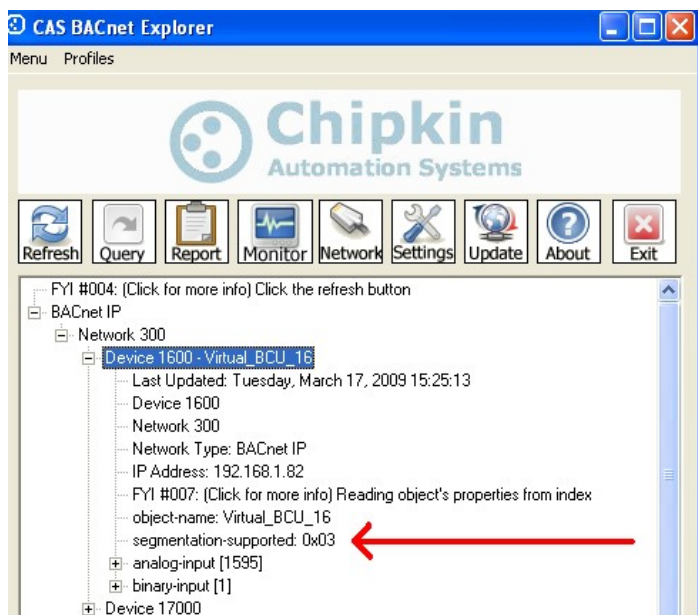 CAS BACnet Explorer
Menu Profiles
Chipkin
Automation Systems
Refresh Query Report Monitor Network Settings Update About Exit
FYI #004: (Click for more info) Click the refresh button
BACnet IP
Network 300
Device 1600 - Virtual_BCU_16
Last Updated: Tuesday, March 17, 2009 15:25:13
Device 1600
Network 300
Network Type: BACnet IP
IP Address: 192.168.1.82
FYI #007: (Click for more info) Reading object's properties from index
object-name: Virtual_BCU_16
segmentation-supported: 0x03
analog-input [1595]
binary-input [1]
Device 17000